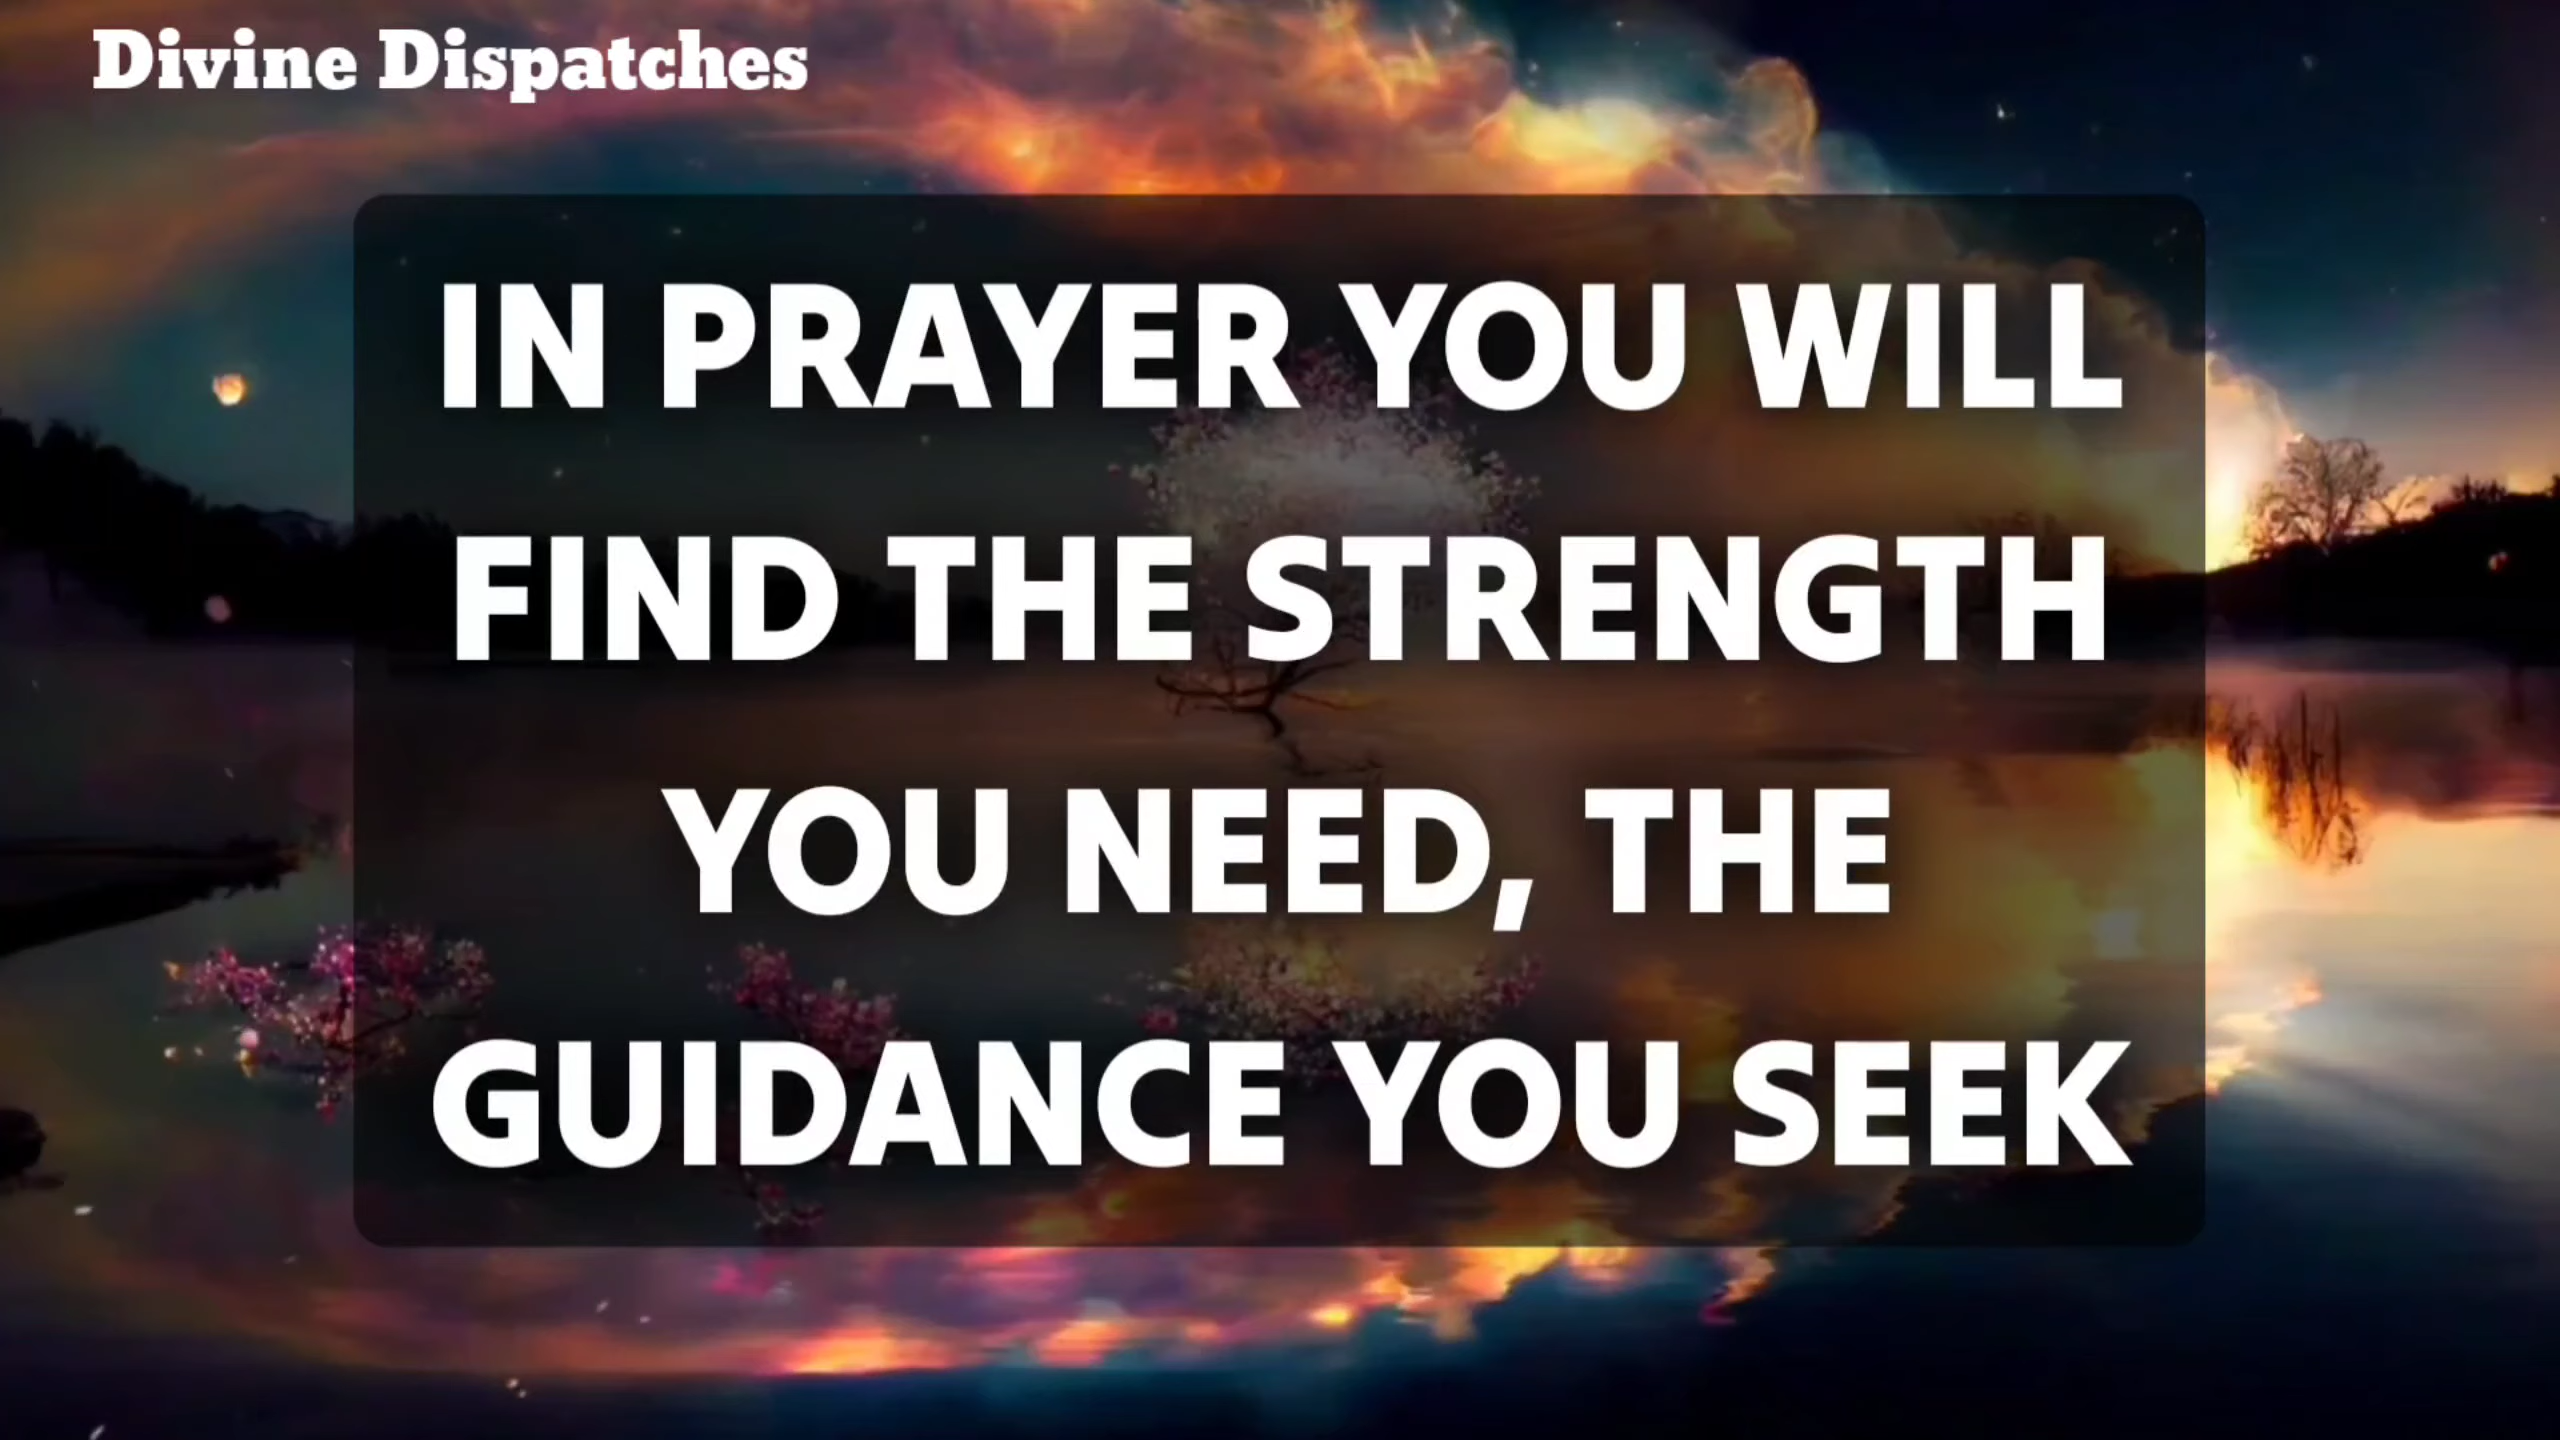 Divine Dispatches
IN PRAYER YOU WILL
FIND THE STRENGTH
YOU NEED, THE
GUIDANCE YOU SEEK